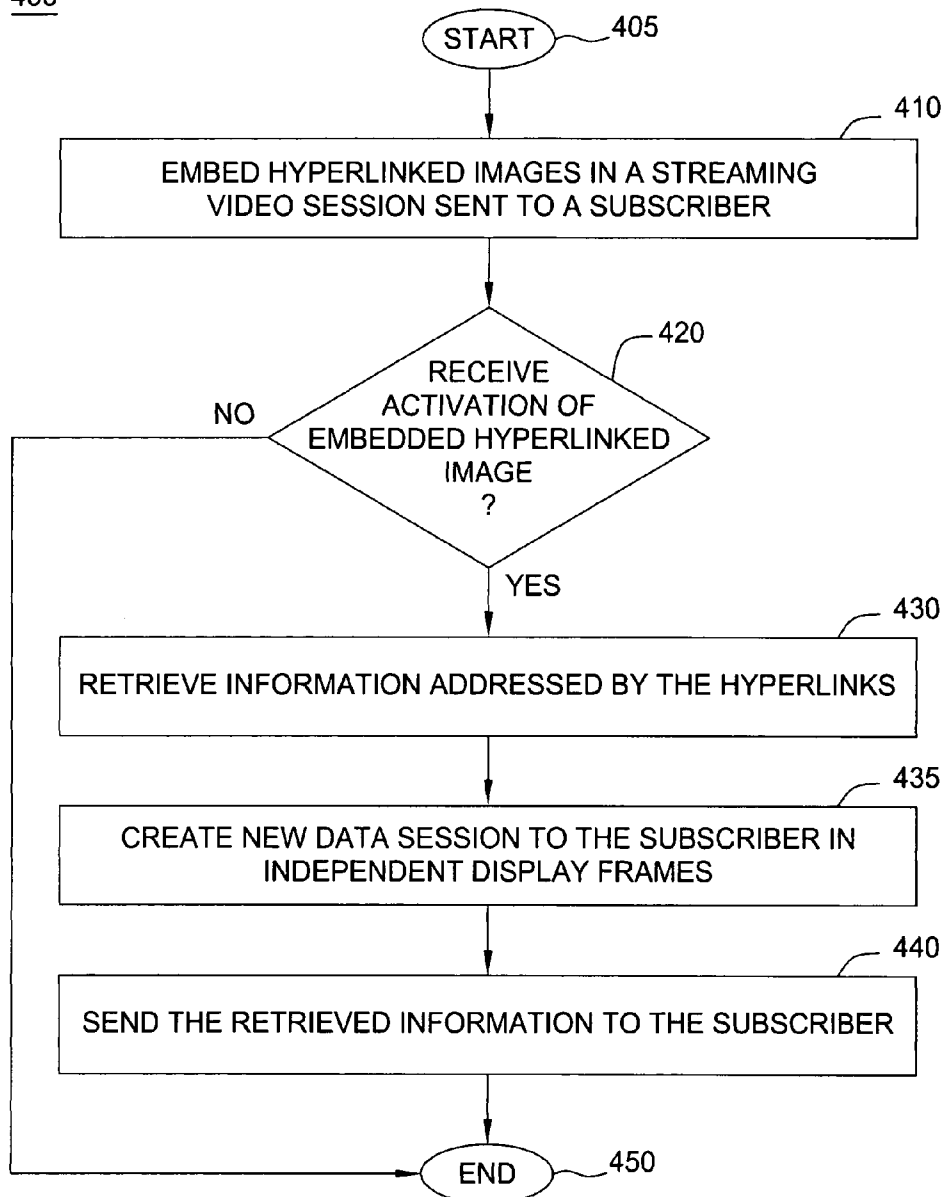 START
405
410
EMBED HYPERLINKED IMAGES IN A STREAMING
VIDEO SESSION SENT TO A SUBSCRIBER
420
RECEIVE
ACTIVATION OF
EMBEDDED HYPERLINKED
IMAGE
?
NO
YES
430
RETRIEVE INFORMATION ADDRESSED BY THE HYPERLINKS
435
CREATE NEW DATA SESSION TO THE SUBSCRIBER IN
INDEPENDENT DISPLAY FRAMES
440
SEND THE RETRIEVED INFORMATION TO THE SUBSCRIBER
END
450